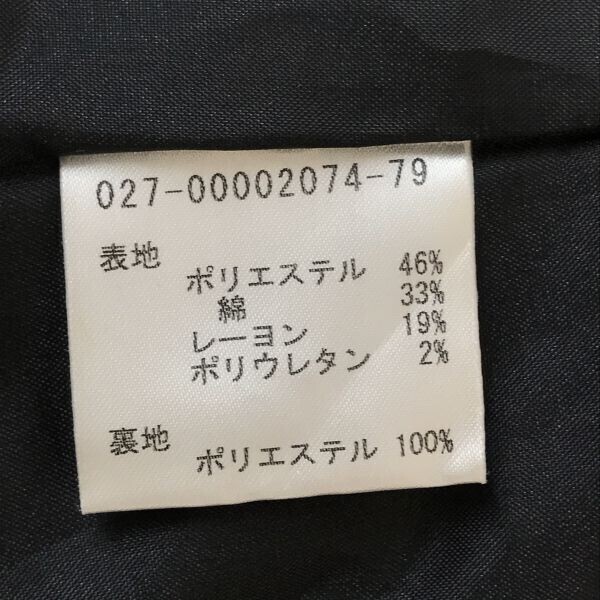 027-00002074-79
表地
ポリエステル 46%
綿 33%
レーヨン 19%
ポリウレタン 2%
裏地
ポリエステル 100%